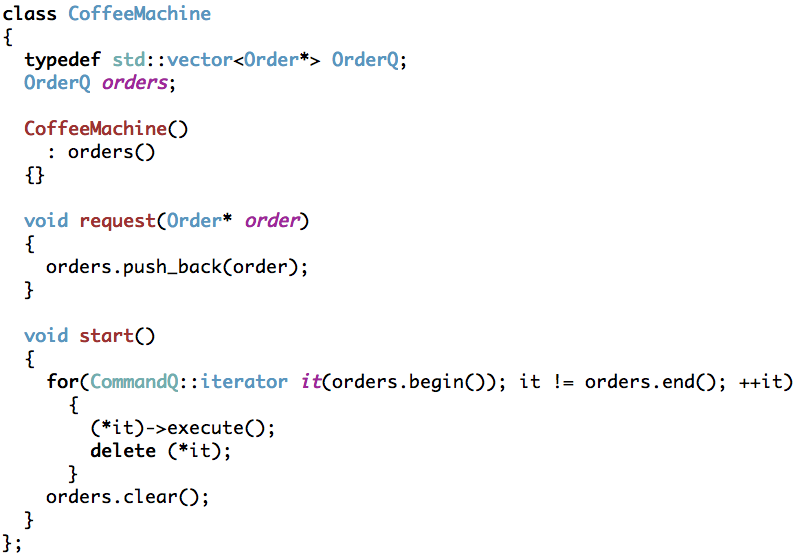 class CoffeeMachine
{
  typedef std::vector<Order*> OrderQ;
  OrderQ orders;

  CoffeeMachine()
    : orders()
  {}

  void request(Order* order)
  {
    orders.push_back(order);
  }

  void start()
  {
    for(CommandQ::iterator it(orders.begin()); it != orders.end(); ++it)
      {
        (*it)->execute();
        delete (*it);
      }
    orders.clear();
  }
};